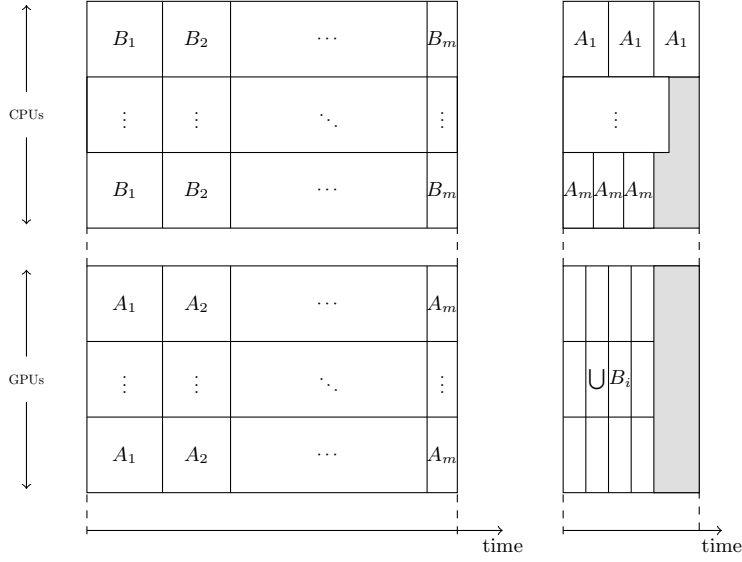 B₁ B₂ ⋯ Bₘ A₁ A₁ A₁
CPUs ⋮ ⋮ ⋱ ⋮ ⋮
B₁ B₂ ⋯ Bₘ Aₘ Aₘ Aₘ
A₁ A₂ ⋯ Aₘ
GPUs ⋮ ⋮ ⋱ ⋮ ⋃ Bᵢ
A₁ A₂ ⋯ Aₘ
time time